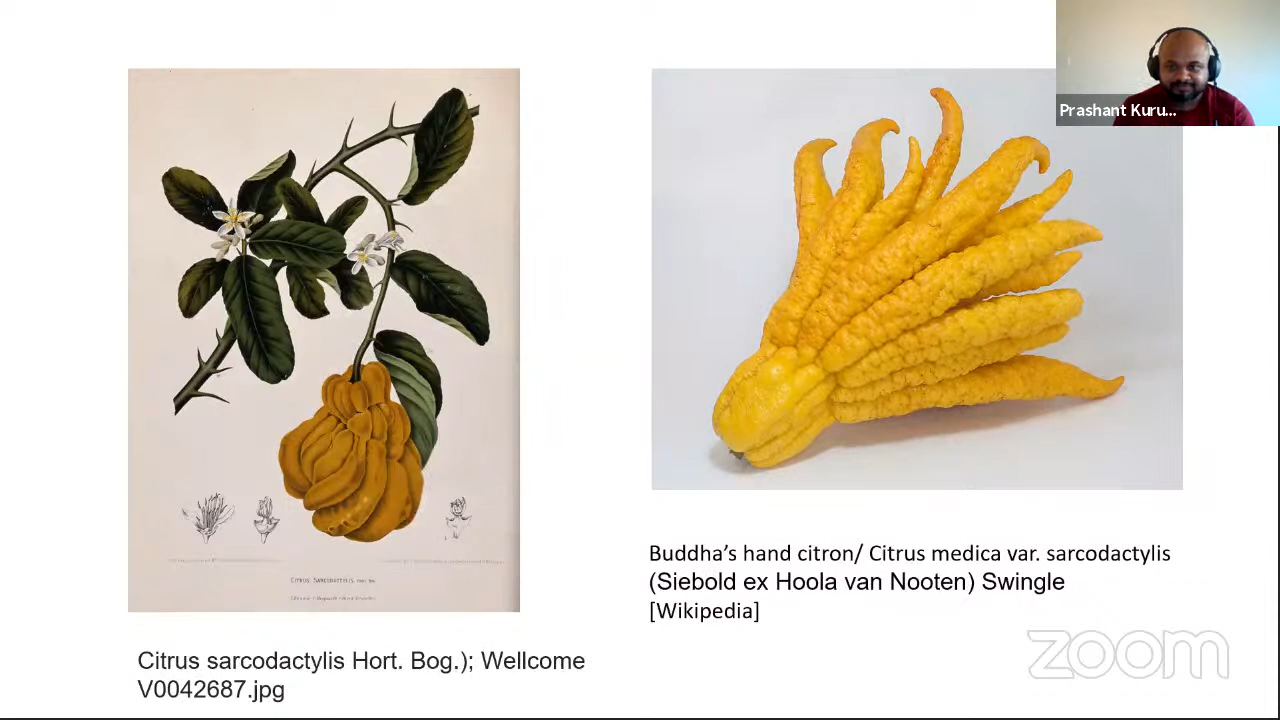 Prashant Kuru...
CITRUS SARCODACTYLIS
Buddha’s hand citron/ Citrus medica var. sarcodactylis
(Siebold ex Hoola van Nooten) Swingle
[Wikipedia]
zoom
Citrus sarcodactylis Hort. Bog.); Wellcome
V0042687.jpg